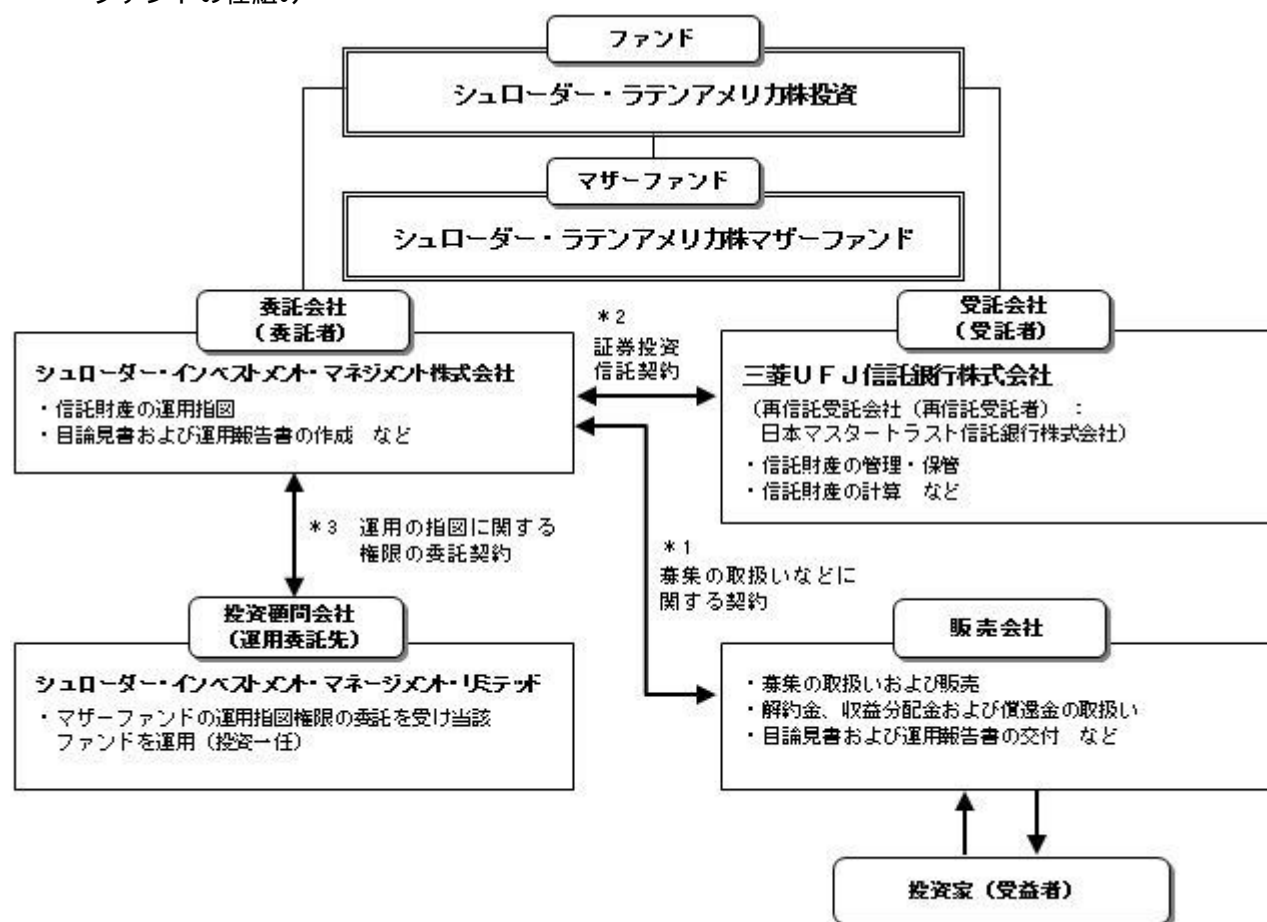 ファンドの仕組み
ファンド
シュローダー・ラテンアメリカ株投資
マザーファンド
シュローダー・ラテンアメリカ株マザーファンド
委託会社
(委託者)
シュローダー・インベストメント・マネジメント株式会社
・信託財産の運用指図
・目論見書および運用報告書の作成 など
*2
証券投資
信託契約
受託会社
(受託者)
三菱UFJ信託銀行株式会社
(再信託受託会社(再信託受託者) :
日本マスタートラスト信託銀行株式会社)
・信託財産の管理・保管
・信託財産の計算 など
*3 運用の指図に関する
権限の委託契約
*1
募集の取扱いなどに
関する契約
投資顧問会社
(運用委託先)
シュローダー・インベストメント・マネージメント・リミテッド
・マザーファンドの運用指図権限の委託を受け当該
ファンドを運用(投資一任)
販売会社
・募集の取扱いおよび販売
・解約金、収益分配金および償還金の取扱い
・目論見書および運用報告書の交付 など
投資家(受益者)